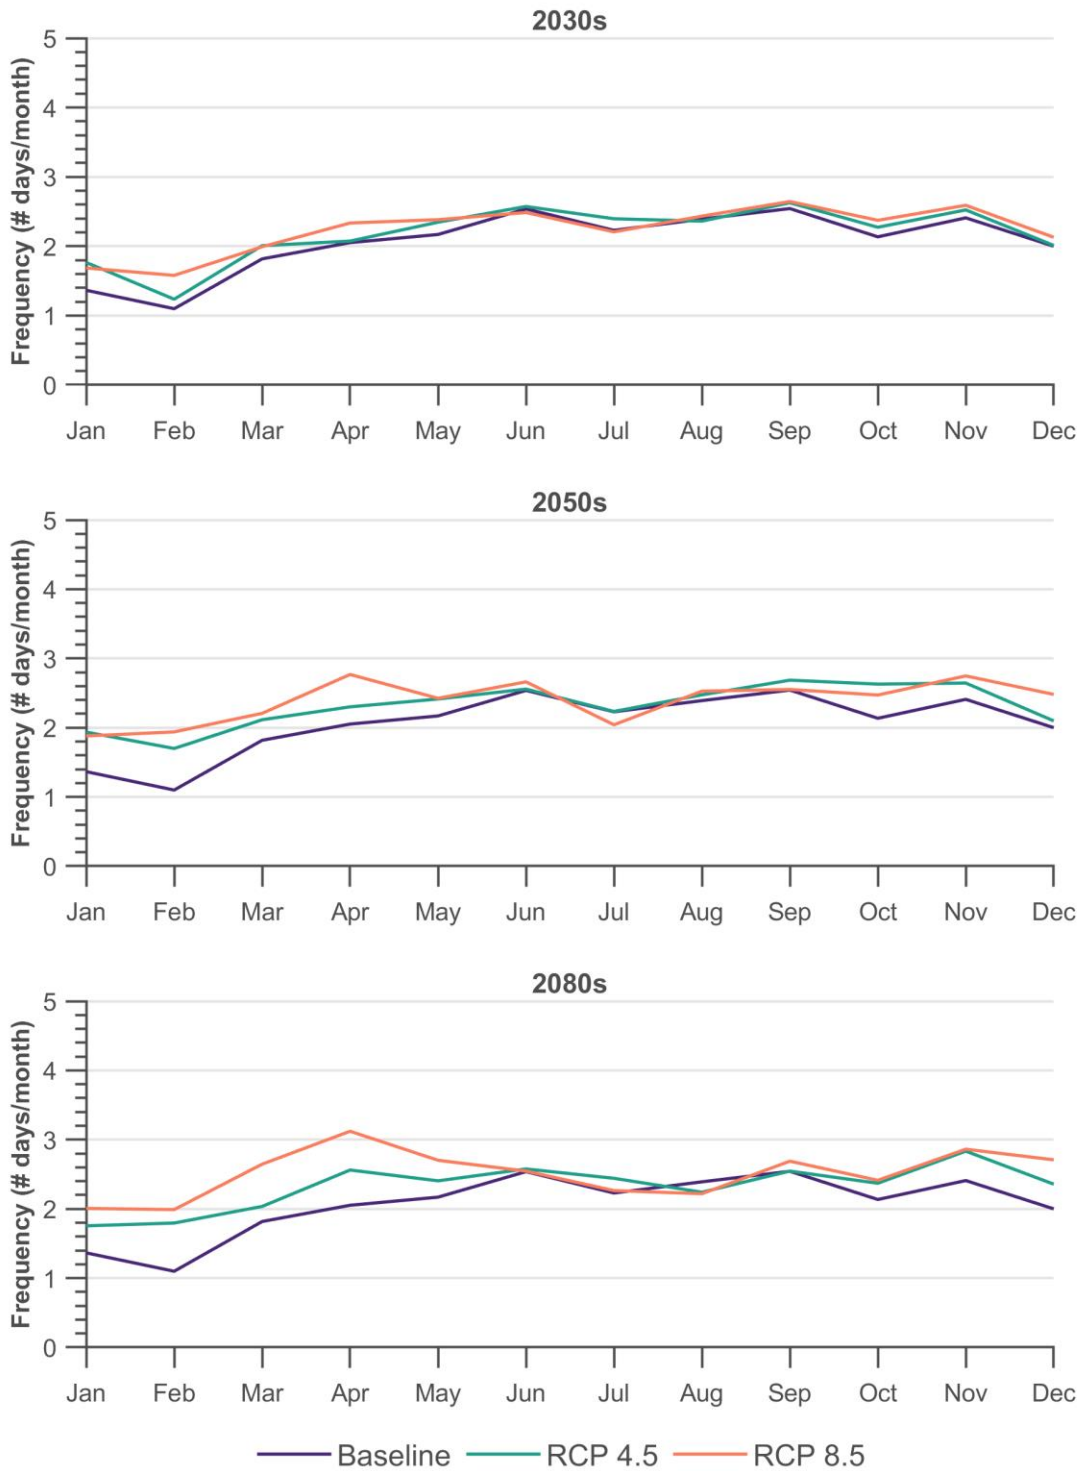 2030s
Frequency (# days/month)
5
4
3
2
1
0
Jan Feb Mar Apr May Jun Jul Aug Sep Oct Nov Dec
2050s
Frequency (# days/month)
5
4
3
2
1
0
Jan Feb Mar Apr May Jun Jul Aug Sep Oct Nov Dec
2080s
Frequency (# days/month)
5
4
3
2
1
0
Jan Feb Mar Apr May Jun Jul Aug Sep Oct Nov Dec
Baseline RCP 4.5 RCP 8.5